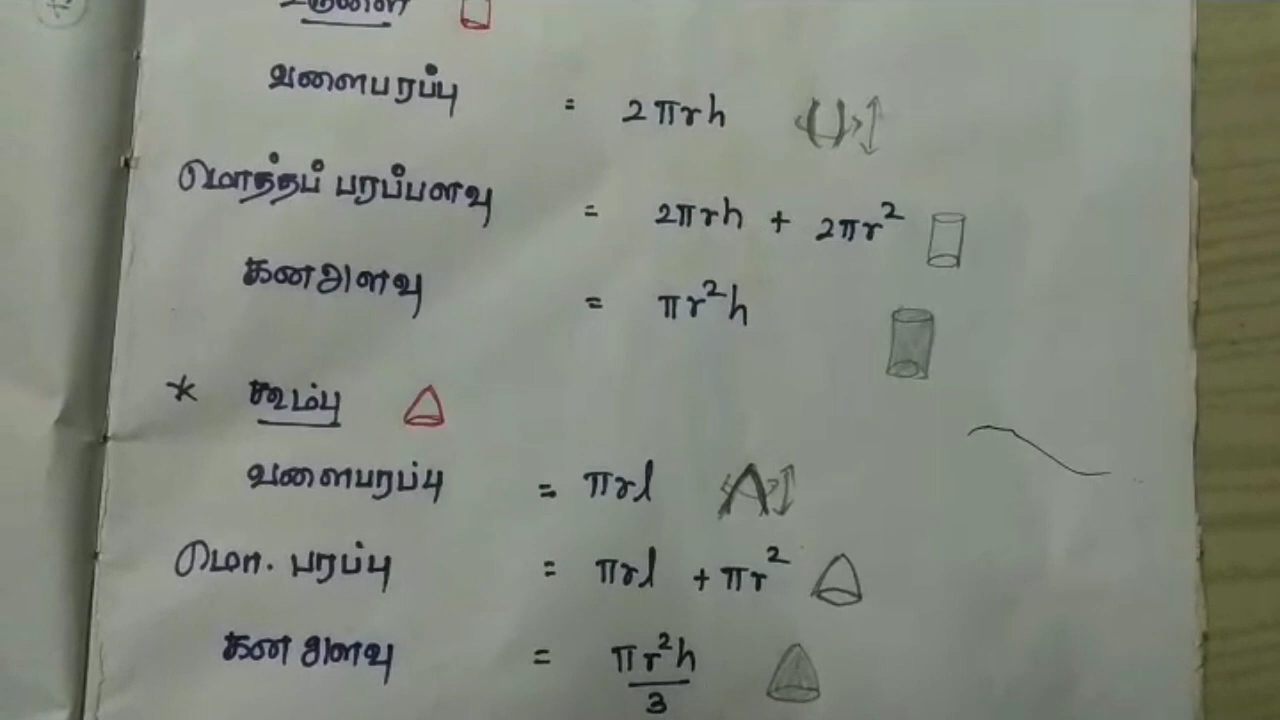 உருளை
வளைபரப்பு = 2πrh
மொத்தப் பரப்பளவு = 2πrh + 2πr²
கனஅளவு = πr²h
* கூம்பு
வளைபரப்பு = πrl
மொ. பரப்பு = πrl + πr²
கன அளவு = πr²h/3